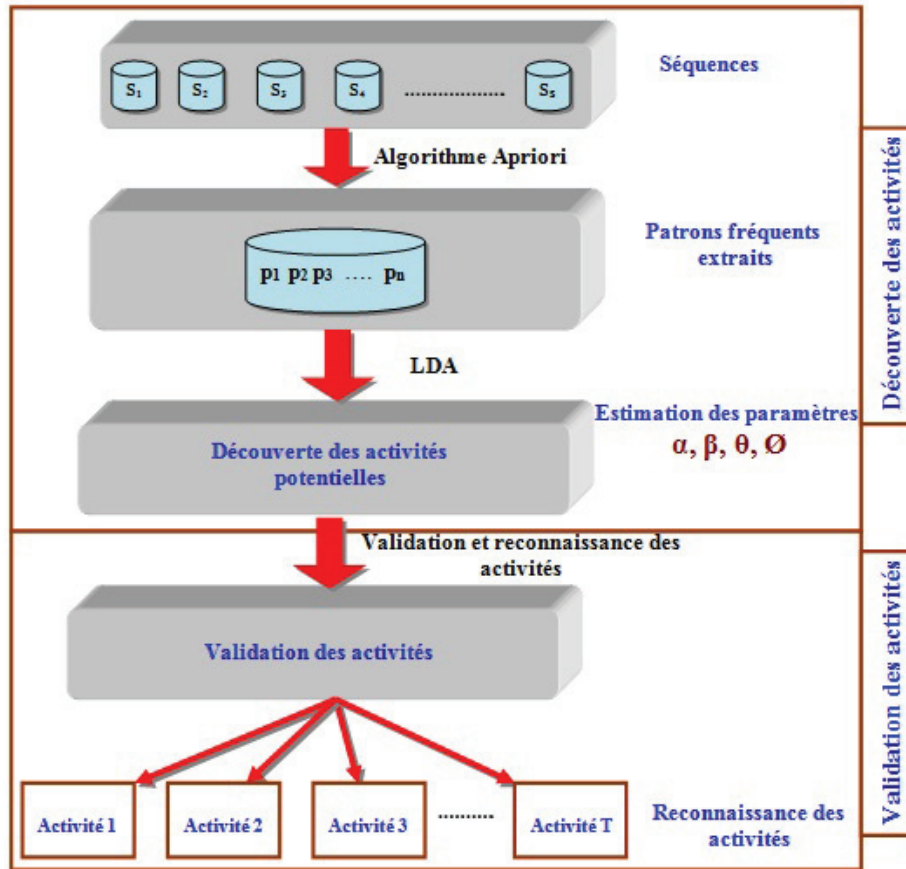 Séquences
S1 S2 S3 S4 .................. S5
Algorithme Apriori
Patrons fréquents
extraits
p1 p2 p3 .... pn
LDA
Estimation des paramètres
α, β, θ, Ø
Découverte des activités
potentielles
Découverte des activités
Validation et reconnaissance des
activités
Validation des activités
Validation des activités
Activité 1
Activité 2
Activité 3
..........
Activité T
Reconnaissance des
activités